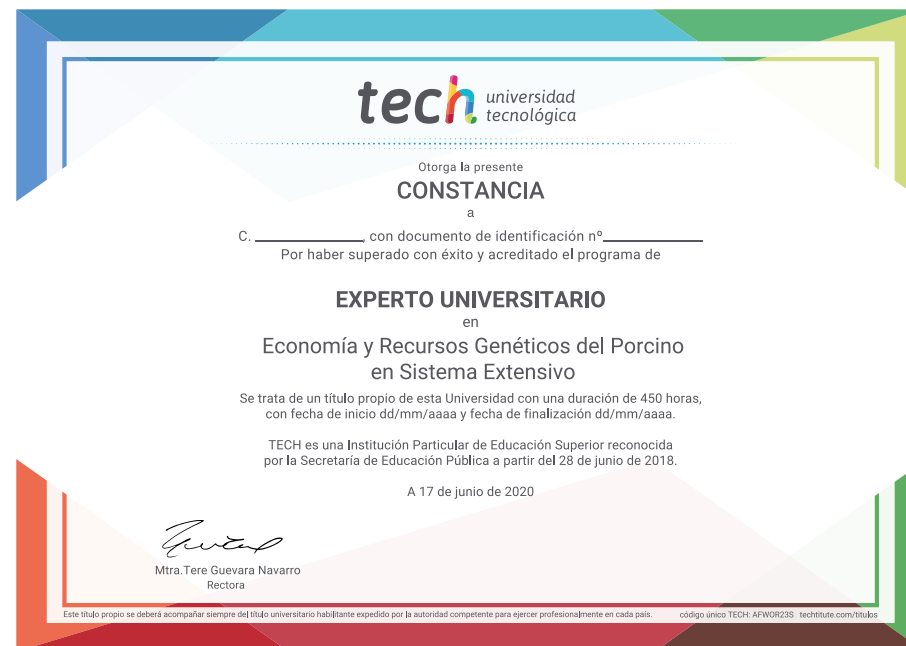 tech universidad
tecnológica
Otorga la presente
CONSTANCIA
a
C. ____________, con documento de identificación nº____________
Por haber superado con éxito y acreditado el programa de
EXPERTO UNIVERSITARIO
en
Economía y Recursos Genéticos del Porcino
en Sistema Extensivo
Se trata de un título propio de esta Universidad con una duración de 450 horas,
con fecha de inicio dd/mm/aaaa y fecha de finalización dd/mm/aaaa.
TECH es una Institución Particular de Educación Superior reconocida
por la Secretaría de Educación Pública a partir del 28 de junio de 2018.
A 17 de junio de 2020
Mtra.Tere Guevara Navarro
Rectora
Este título propio se deberá acompañar siempre del título universitario habilitante expedido por la autoridad competente para ejercer profesionalmente en cada país. código único TECH: AFWOR23S techtitute.com/titulos